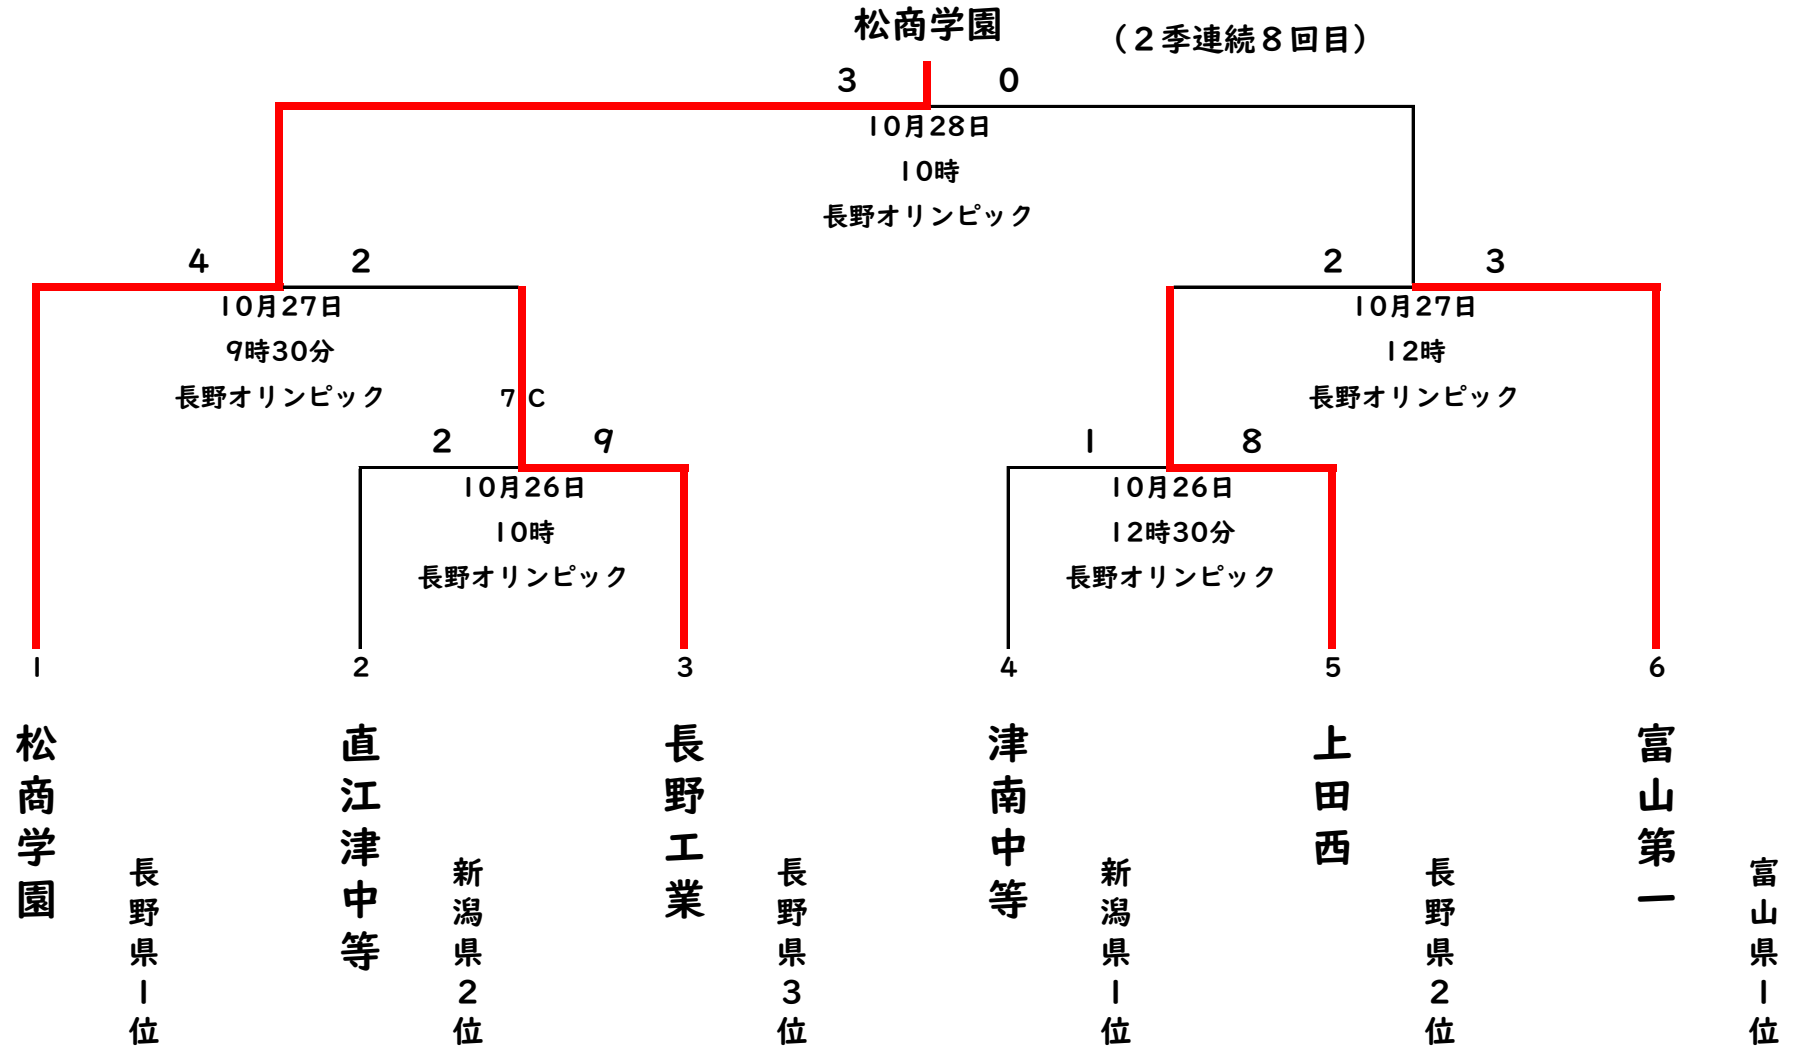 松商学園
（２季連続８回目）
3 0
10月28日
10時
長野オリンピック
4 2
10月27日
9時30分
長野オリンピック
2 3
10月27日
12時
長野オリンピック
7 C
2 9
10月26日
10時
長野オリンピック
1 8
10月26日
12時30分
長野オリンピック
1
松商学園
長野県1位
2
直江津中等
新潟県2位
3
長野工業
長野県3位
4
津南中等
新潟県1位
5
上田西
長野県2位
6
富山第一
富山県1位